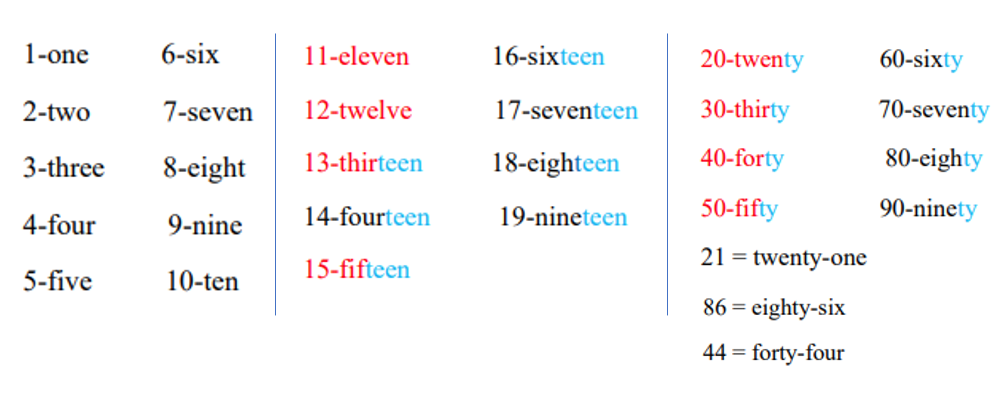 1-one
2-two
3-three
4-four
5-five
6-six
7-seven
8-eight
9-nine
10-ten
11-eleven
12-twelve
13-thirteen
14-fourteen
15-fifteen
16-sixteen
17-seventeen
18-eighteen
19-nineteen
20-twenty
30-thirty
40-forty
50-fifty
60-sixty
70-seventy
80-eighty
90-ninety
21 = twenty-one
86 = eighty-six
44 = forty-four